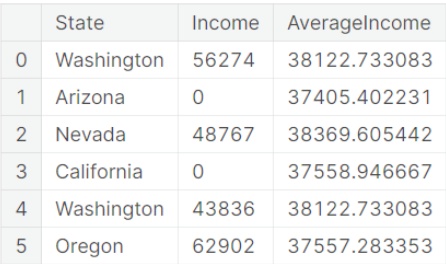 State Income AverageIncome
0 Washington 56274 38122.733083
1 Arizona 0 37405.402231
2 Nevada 48767 38369.605442
3 California 0 37558.946667
4 Washington 43836 38122.733083
5 Oregon 62902 37557.283353